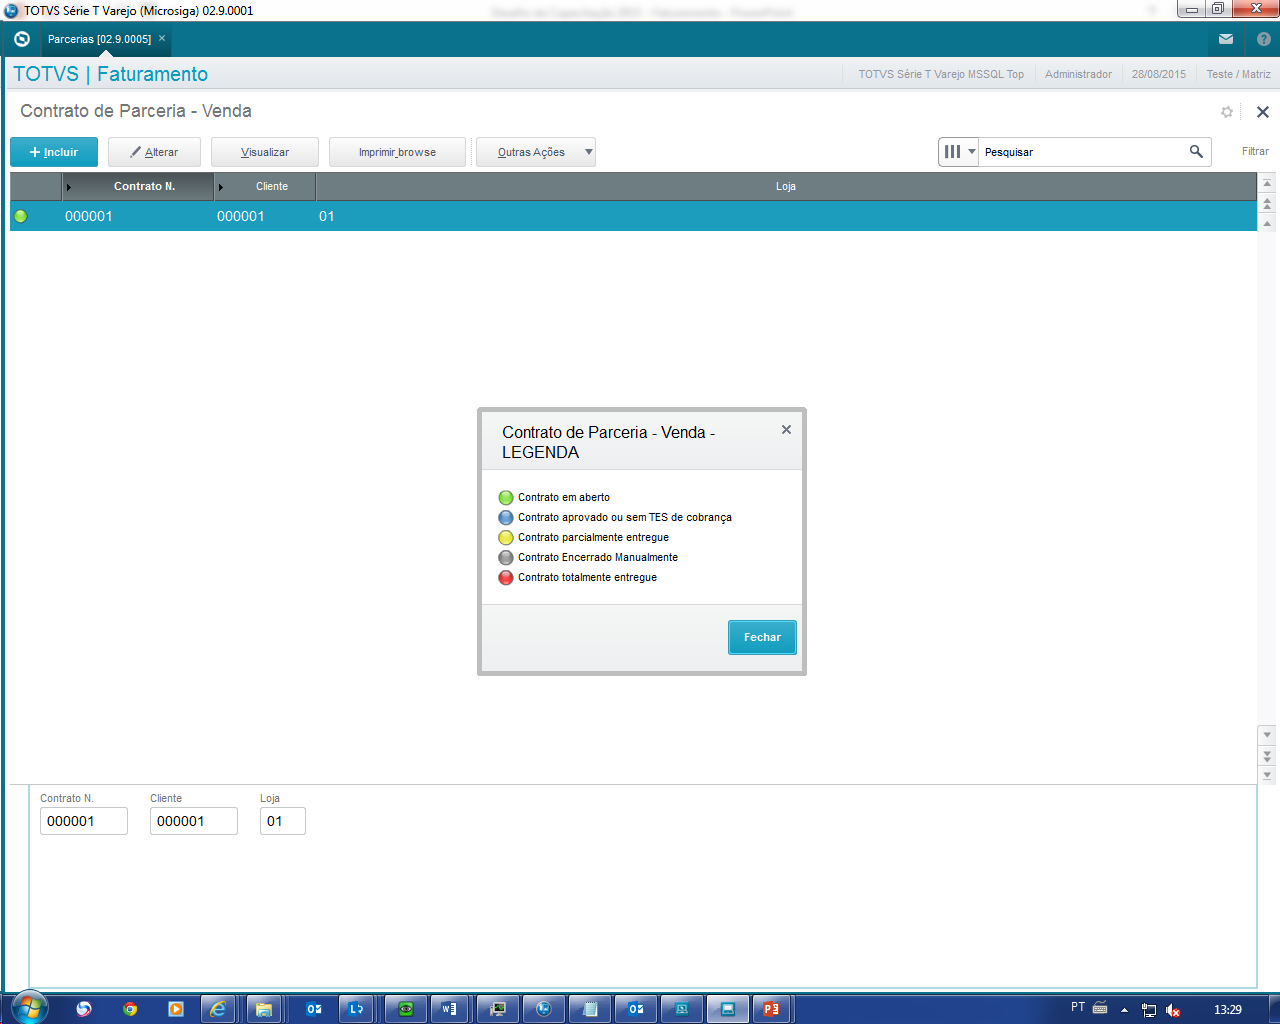 TOTVS Série T Varejo (Microsiga) 02.9.0001
Parcerias [02.9.0005]
TOTVS | Faturamento
TOTVS Série T Varejo MSSQL Top
Administrador
28/08/2015
Teste / Matriz
Contrato de Parceria - Venda
+ Incluir
Alterar
Visualizar
Imprimir browse
Outras Ações
Pesquisar
Filtrar
Contrato N.
Cliente
Loja
000001
000001
01
Contrato de Parceria - Venda -
LEGENDA
Contrato em aberto
Contrato aprovado ou sem TES de cobrança
Contrato parcialmente entregue
Contrato Encerrado Manualmente
Contrato totalmente entregue
Fechar
Contrato N.
Cliente
Loja
000001
000001
01
PT
13:29